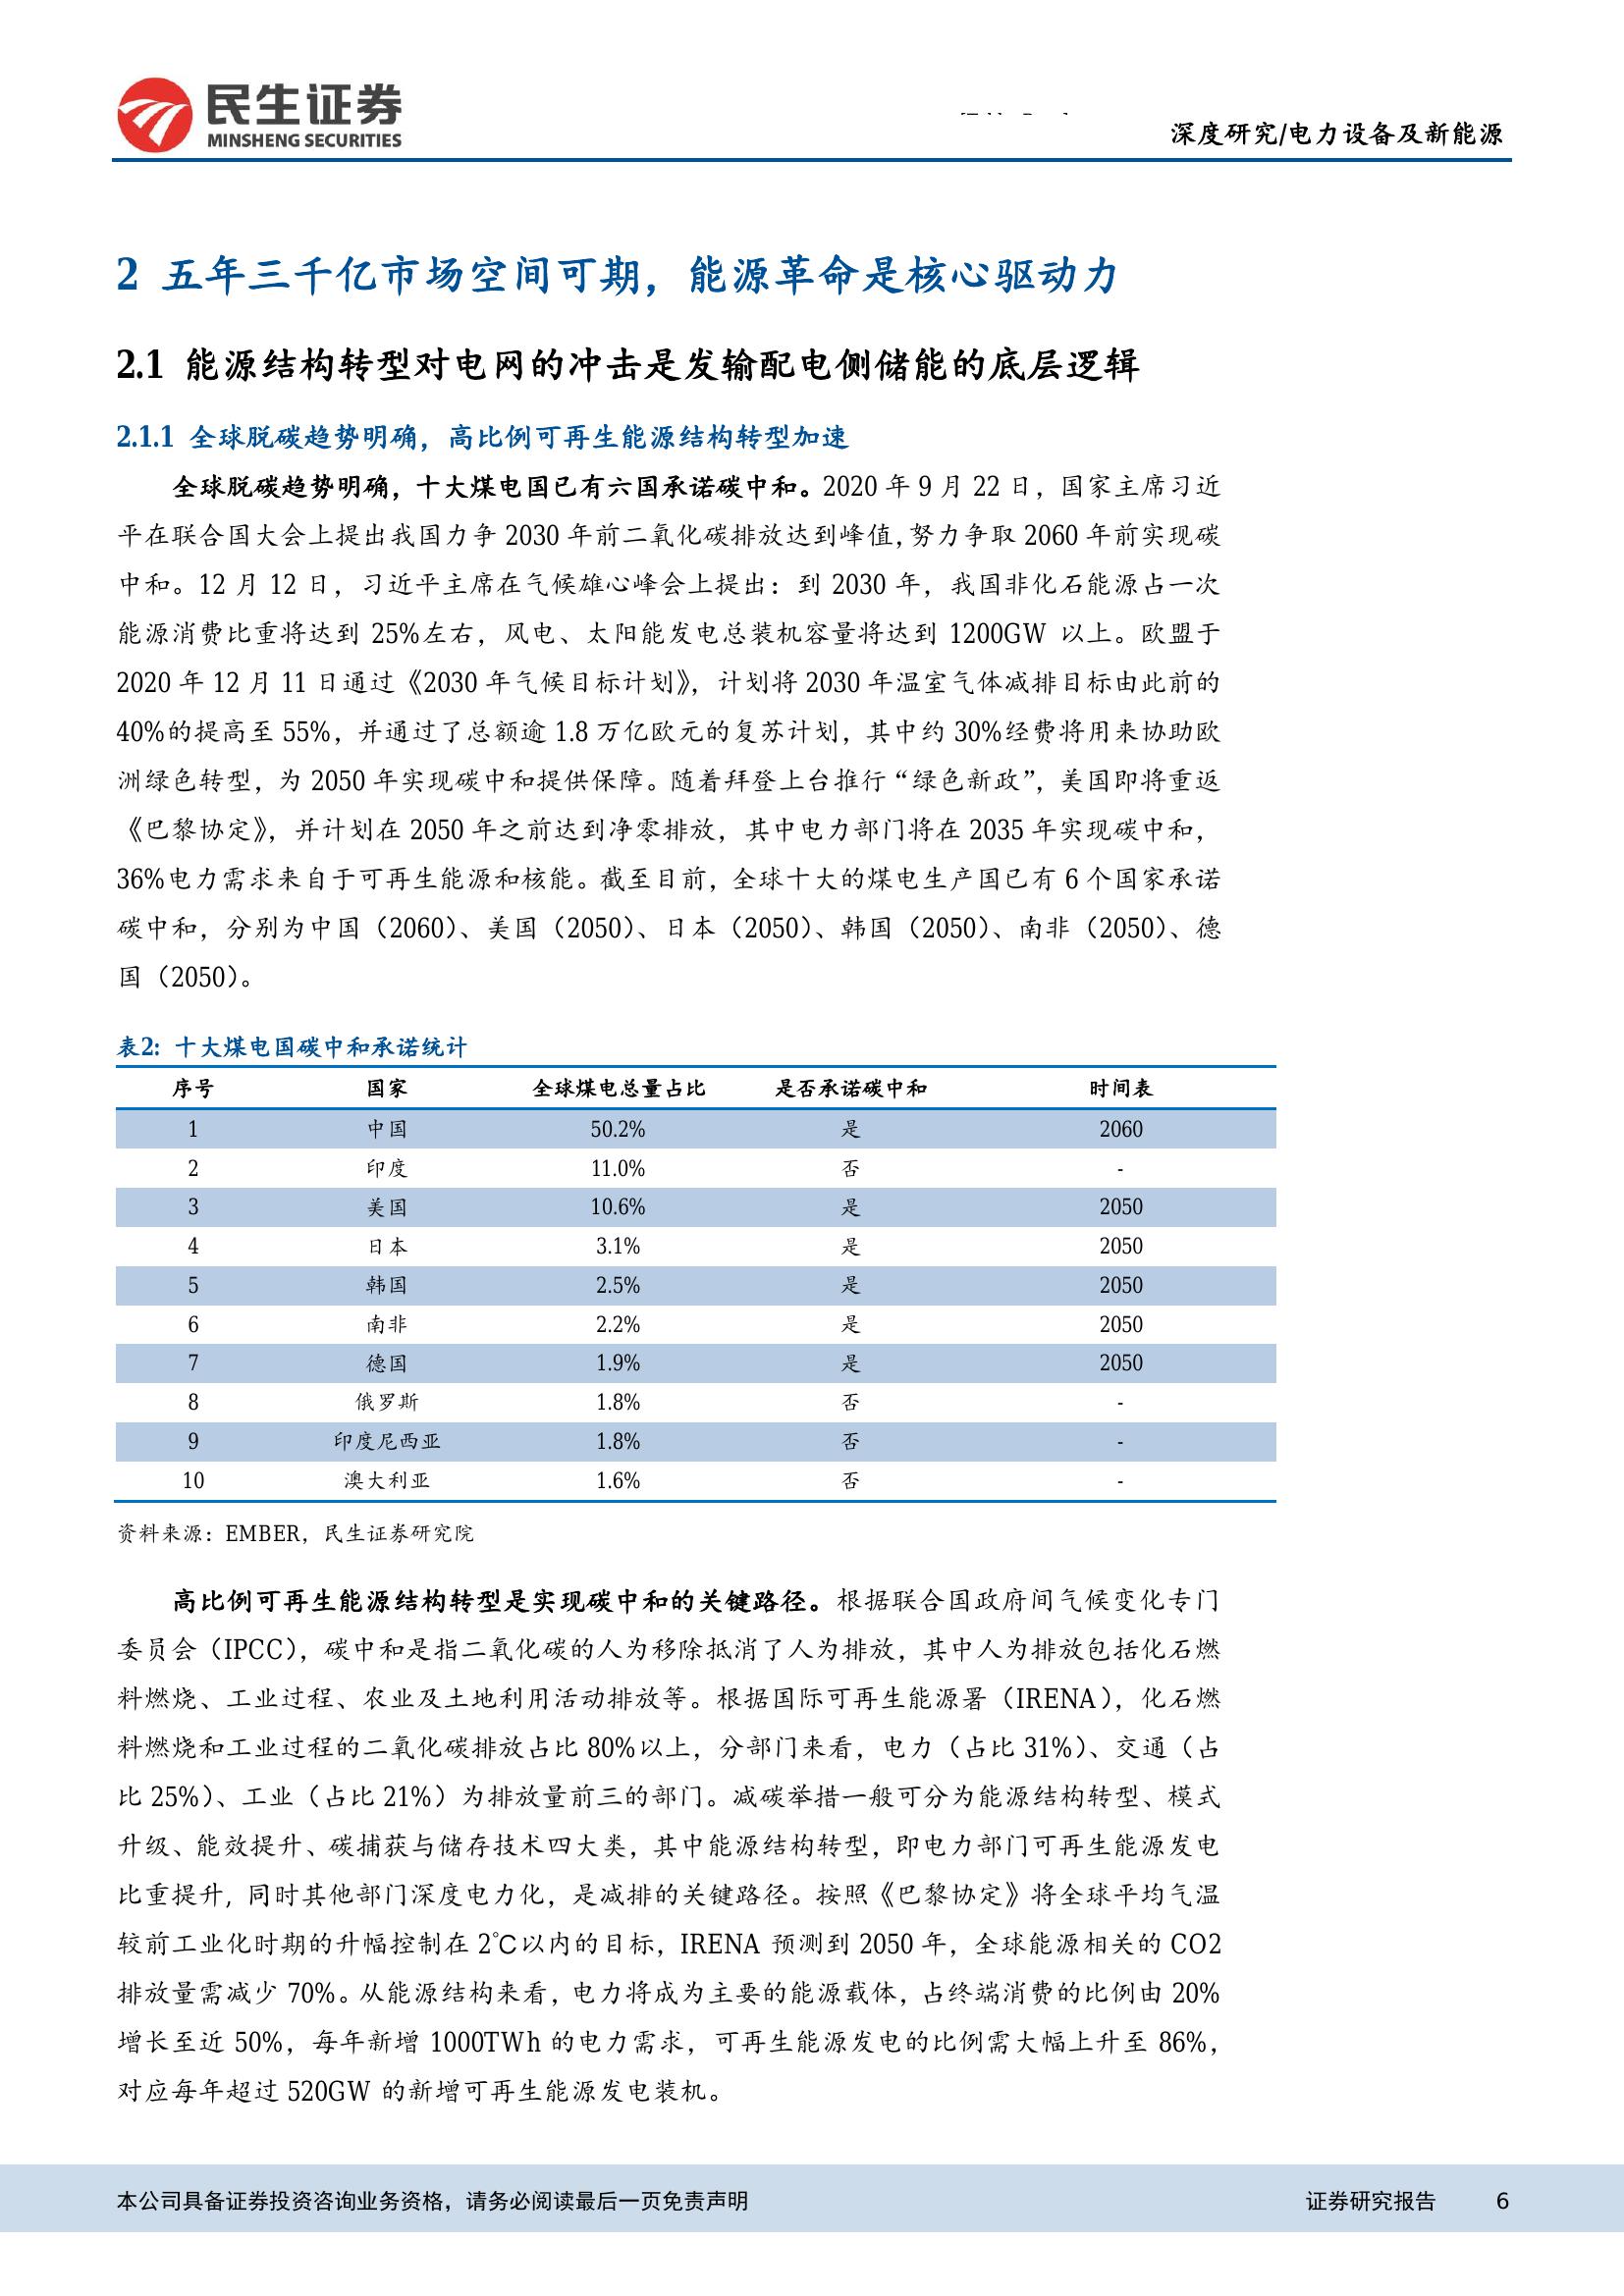 民生证券
MINSHENG SECURITIES
深度研究/电力设备及新能源
2 五年三千亿市场空间可期，能源革命是核心驱动力
2.1 能源结构转型对电网的冲击是发输配电侧储能的底层逻辑
2.1.1 全球脱碳趋势明确，高比例可再生能源结构转型加速
全球脱碳趋势明确，十大煤电国已有六国承诺碳中和。2020 年 9 月 22 日，国家主席习近
平在联合国大会上提出我国力争 2030 年前二氧化碳排放达到峰值，努力争取 2060 年前实现碳
中和。12 月 12 日，习近平主席在气候雄心峰会上提出：到 2030 年，我国非化石能源占一次
能源消费比重将达到 25%左右，风电、太阳能发电总装机容量将达到 1200GW 以上。欧盟于
2020 年 12 月 11 日通过《2030 年气候目标计划》，计划将 2030 年温室气体减排目标由此前的
40%的提高至 55%，并通过了总额逾 1.8 万亿欧元的复苏计划，其中约 30%经费将用来协助欧
洲绿色转型，为 2050 年实现碳中和提供保障。随着拜登上台推行“绿色新政”，美国即将重返
《巴黎协定》，并计划在 2050 年之前达到净零排放，其中电力部门将在 2035 年实现碳中和，
36%电力需求来自于可再生能源和核能。截至目前，全球十大的煤电生产国已有 6 个国家承诺
碳中和，分别为中国（2060）、美国（2050）、日本（2050）、韩国（2050）、南非（2050）、德
国（2050）。
表2: 十大煤电国碳中和承诺统计
序号 国家 全球煤电总量占比 是否承诺碳中和 时间表
1 中国 50.2% 是 2060
2 印度 11.0% 否 -
3 美国 10.6% 是 2050
4 日本 3.1% 是 2050
5 韩国 2.5% 是 2050
6 南非 2.2% 是 2050
7 德国 1.9% 是 2050
8 俄罗斯 1.8% 否 -
9 印度尼西亚 1.8% 否 -
10 澳大利亚 1.6% 否 -
资料来源：EMBER，民生证券研究院
高比例可再生能源结构转型是实现碳中和的关键路径。根据联合国政府间气候变化专门
委员会（IPCC），碳中和是指二氧化碳的人为移除抵消了人为排放，其中人为排放包括化石燃
料燃烧、工业过程、农业及土地利用活动排放等。根据国际可再生能源署（IRENA），化石燃
料燃烧和工业过程的二氧化碳排放占比 80%以上，分部门来看，电力（占比 31%）、交通（占
比 25%）、工业（占比 21%）为排放量前三的部门。减碳举措一般可分为能源结构转型、模式
升级、能效提升、碳捕获与储存技术四大类，其中能源结构转型，即电力部门可再生能源发电
比重提升，同时其他部门深度电力化，是减排的关键路径。按照《巴黎协定》将全球平均气温
较前工业化时期的升幅控制在 2℃以内的目标，IRENA 预测到 2050 年，全球能源相关的 CO2
排放量需减少 70%。从能源结构来看，电力将成为主要的能源载体，占终端消费的比例由 20%
增长至近 50%，每年新增 1000TWh 的电力需求，可再生能源发电的比例需大幅上升至 86%，
对应每年超过 520GW 的新增可再生能源发电装机。
本公司具备证券投资咨询业务资格，请务必阅读最后一页免责声明 证券研究报告 6